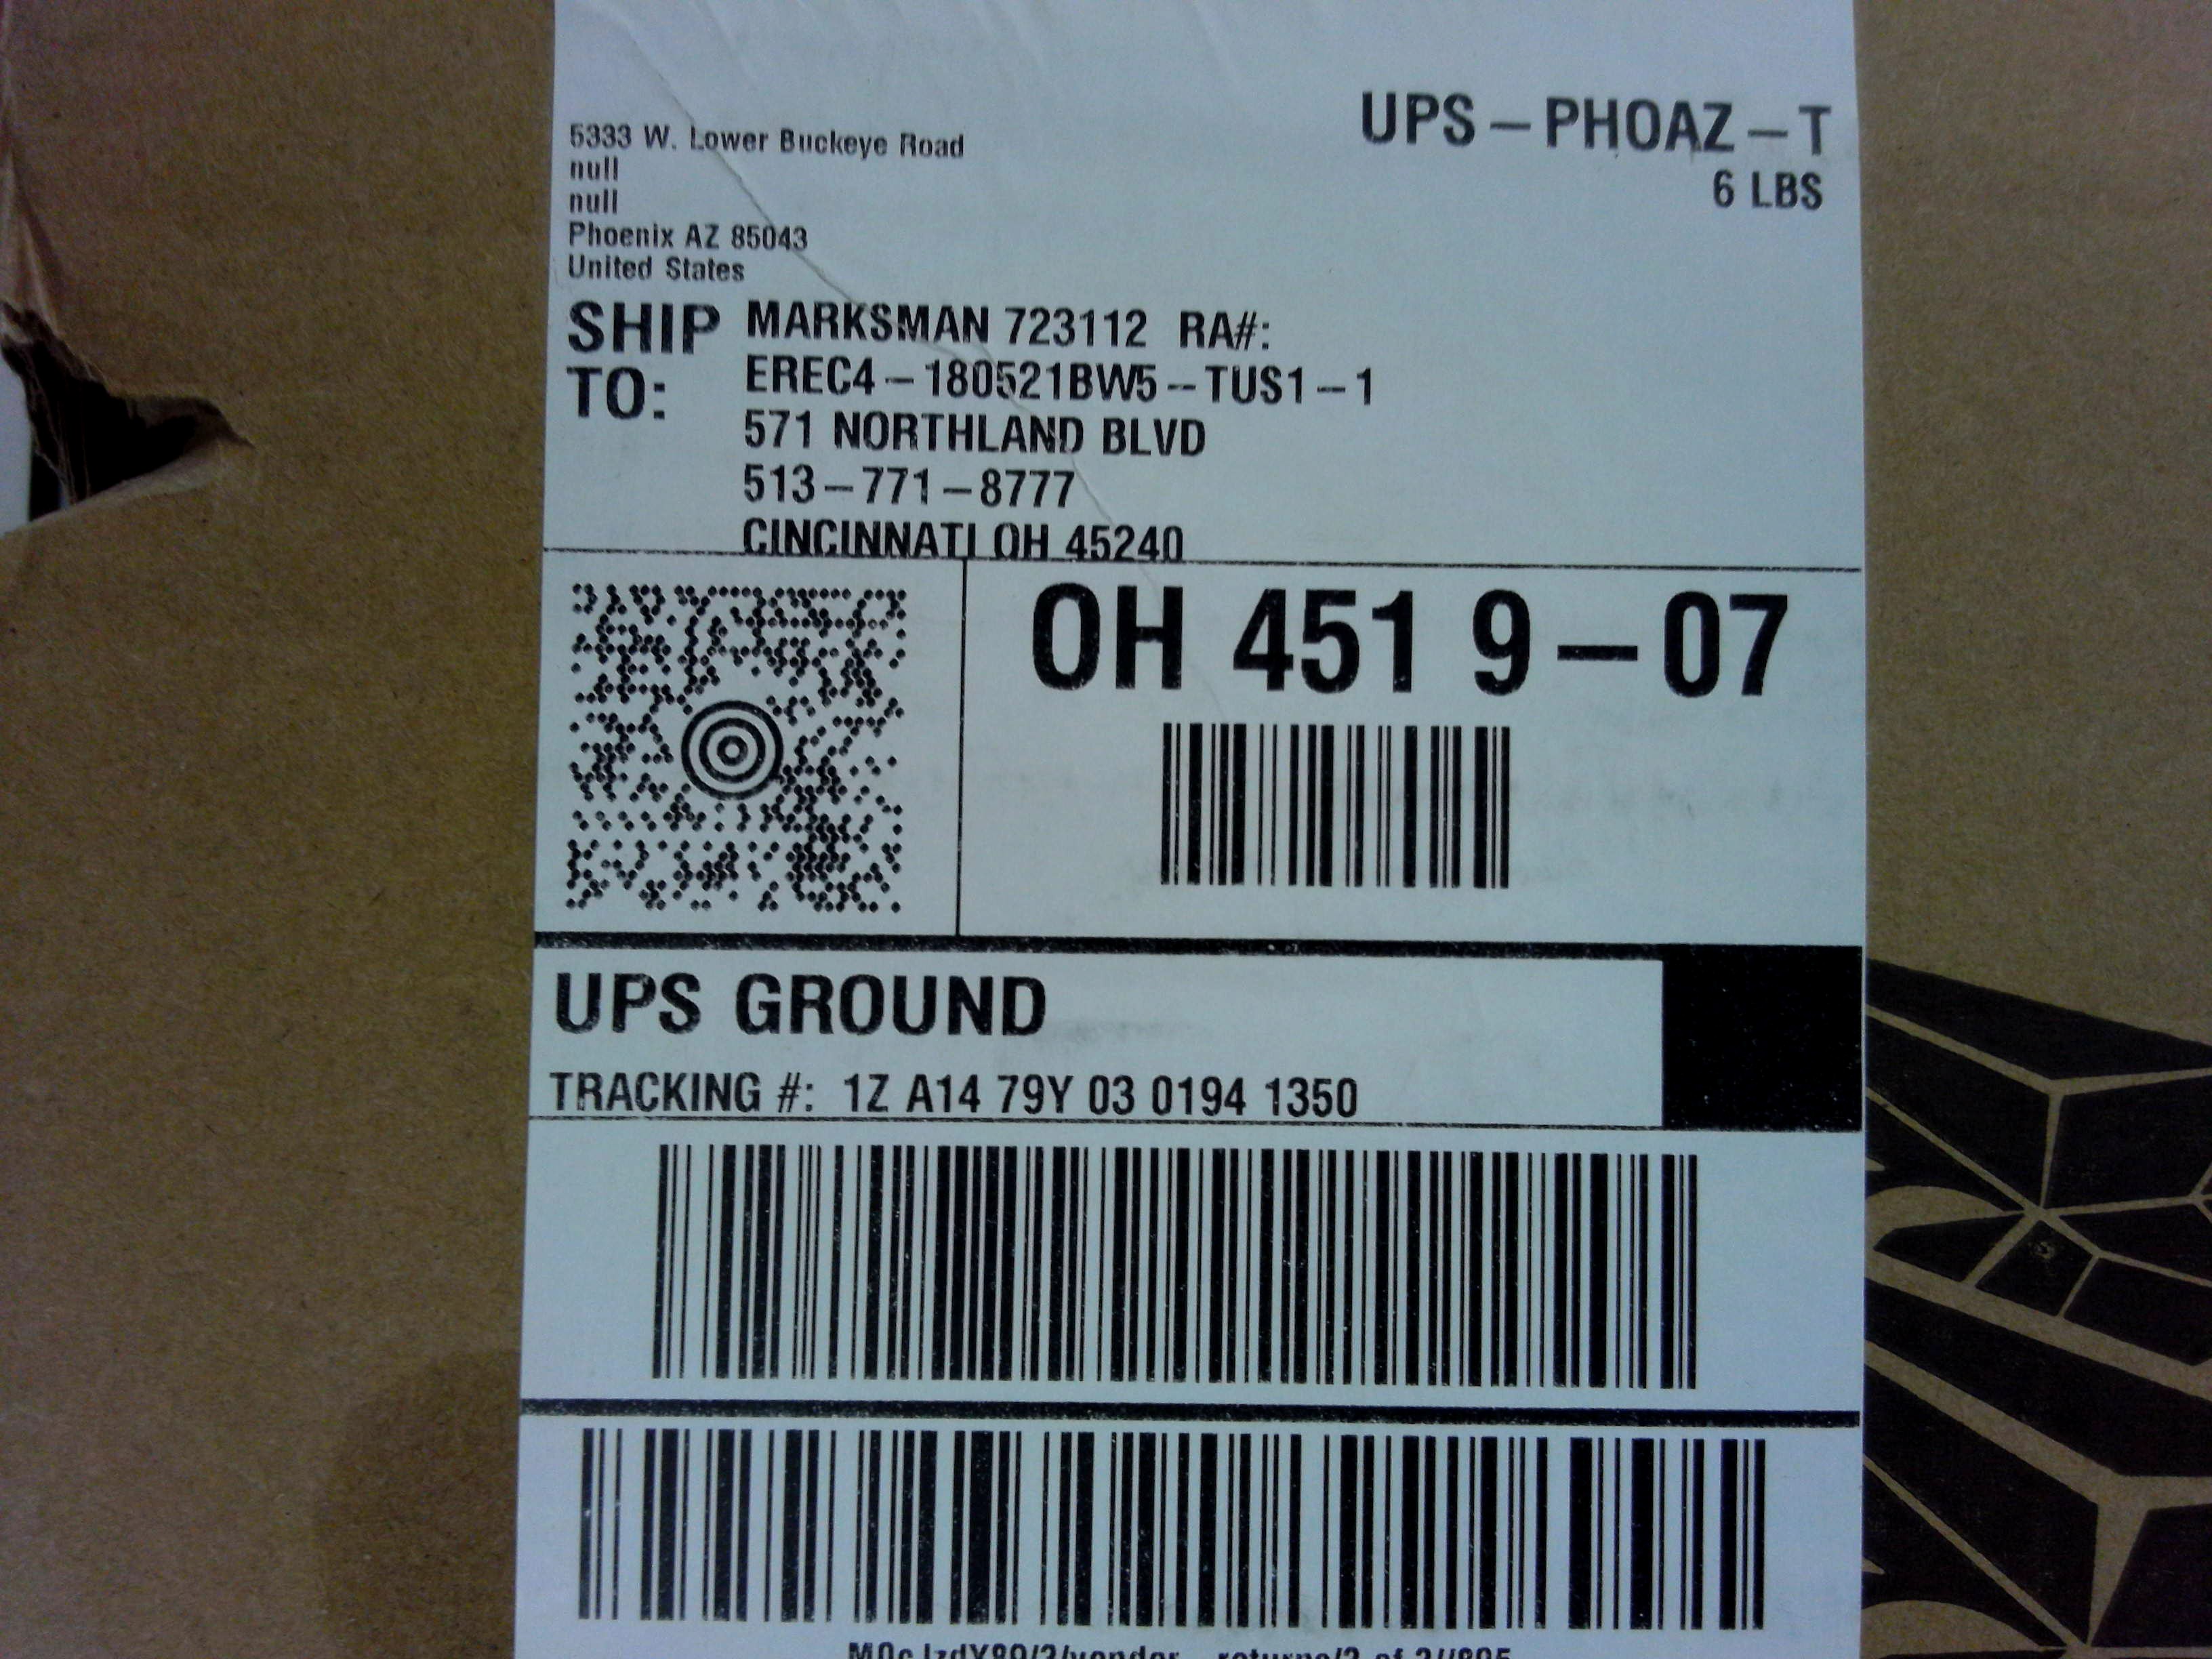 5333 W. Lower Buckeye Road
null
null
Phoenix AZ 85043
United States
UPS – PHOAZ – T
6 LBS
SHIP TO:
MARKSMAN 723112 RA#:
EREC4 – 180521BW5 – TUS1 – 1
571 NORTHLAND BLVD
513 – 771 – 8777
CINCINNATI OH 45240
OH 451 9 – 07
UPS GROUND
TRACKING #: 1Z A14 79Y 03 0194 1350